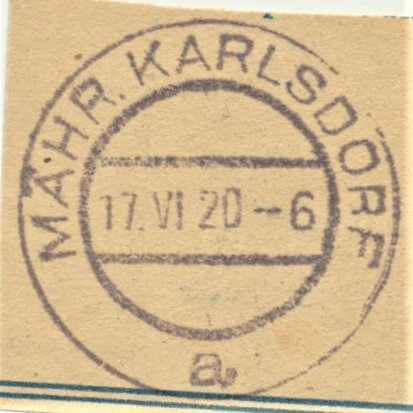 MÄHR. KARLSDORF
17. VI 20 -6
a